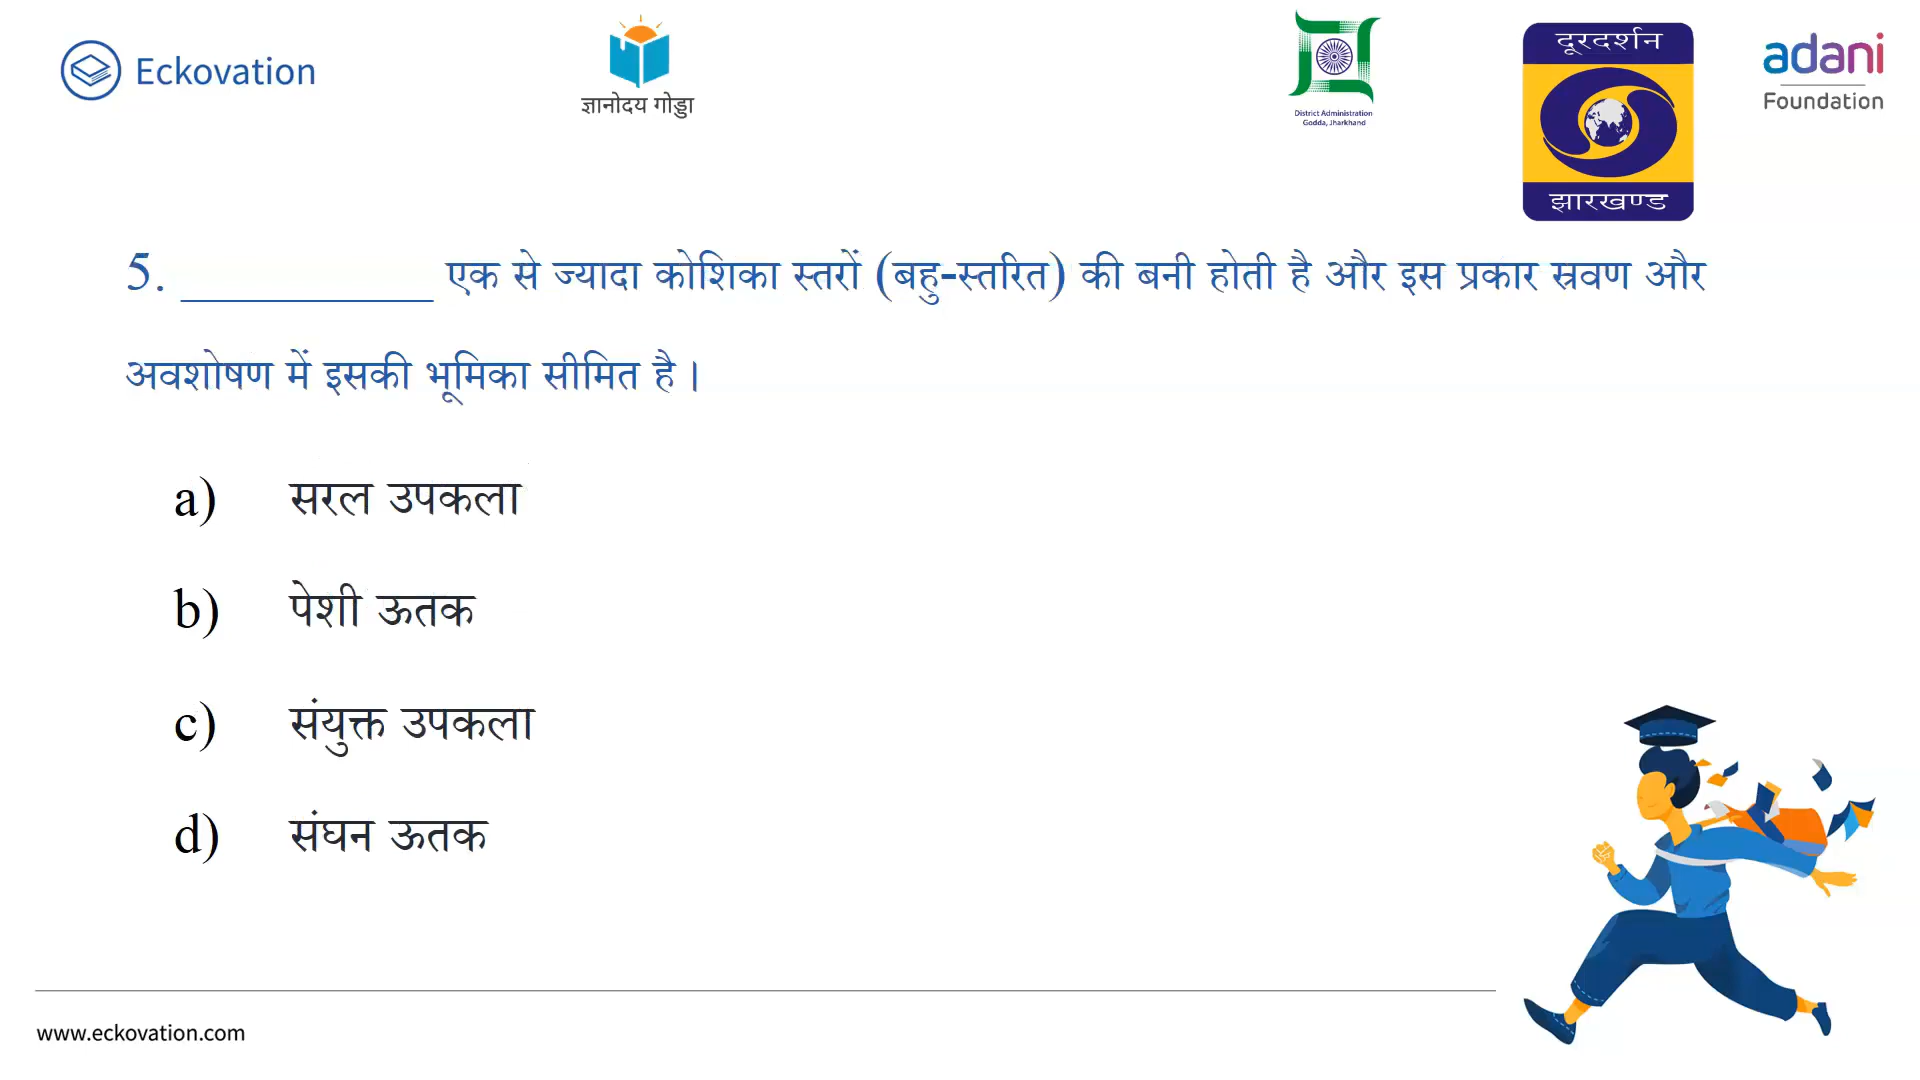 Eckovation
ज्ञानोदय गोड्डा
District Administration
Godda, Jharkhand
दूरदर्शन
झारखण्ड
adani
Foundation
5. __________ एक से ज्यादा कोशिका स्तरों (बहु-स्तरित) की बनी होती है और इस प्रकार स्रवण और
अवशोषण में इसकी भूमिका सीमित है।
a) सरल उपकला
b) पेशी ऊतक
c) संयुक्त उपकला
d) संघन ऊतक
www.eckovation.com